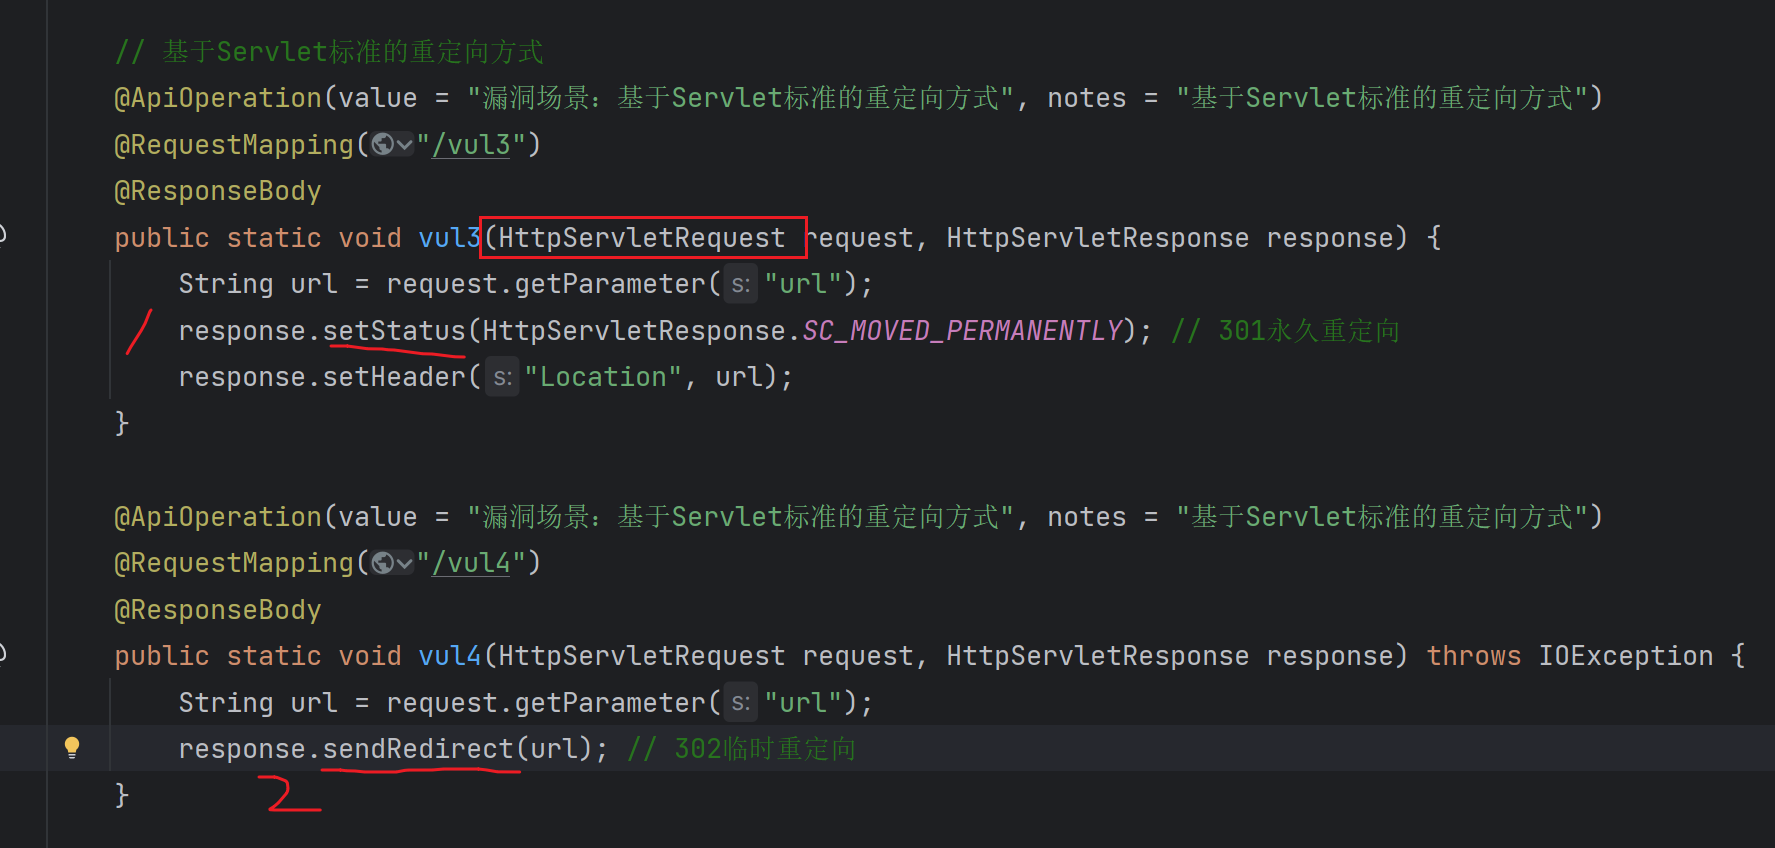 // 基于Servlet标准的重定向方式
@ApiOperation(value = "漏洞场景：基于Servlet标准的重定向方式", notes = "基于Servlet标准的重定向方式")
@RequestMapping("/vul3")
@ResponseBody
public static void vul3(HttpServletRequest request, HttpServletResponse response) {
String url = request.getParameter( s: "url");
response.setStatus(HttpServletResponse.SC_MOVED_PERMANENTLY); // 301永久重定向
response.setHeader( s: "Location", url);
}
@ApiOperation(value = "漏洞场景：基于Servlet标准的重定向方式", notes = "基于Servlet标准的重定向方式")
@RequestMapping("/vul4")
@ResponseBody
public static void vul4(HttpServletRequest request, HttpServletResponse response) throws IOException {
String url = request.getParameter( s: "url");
response.sendRedirect(url); // 302临时重定向
2
}